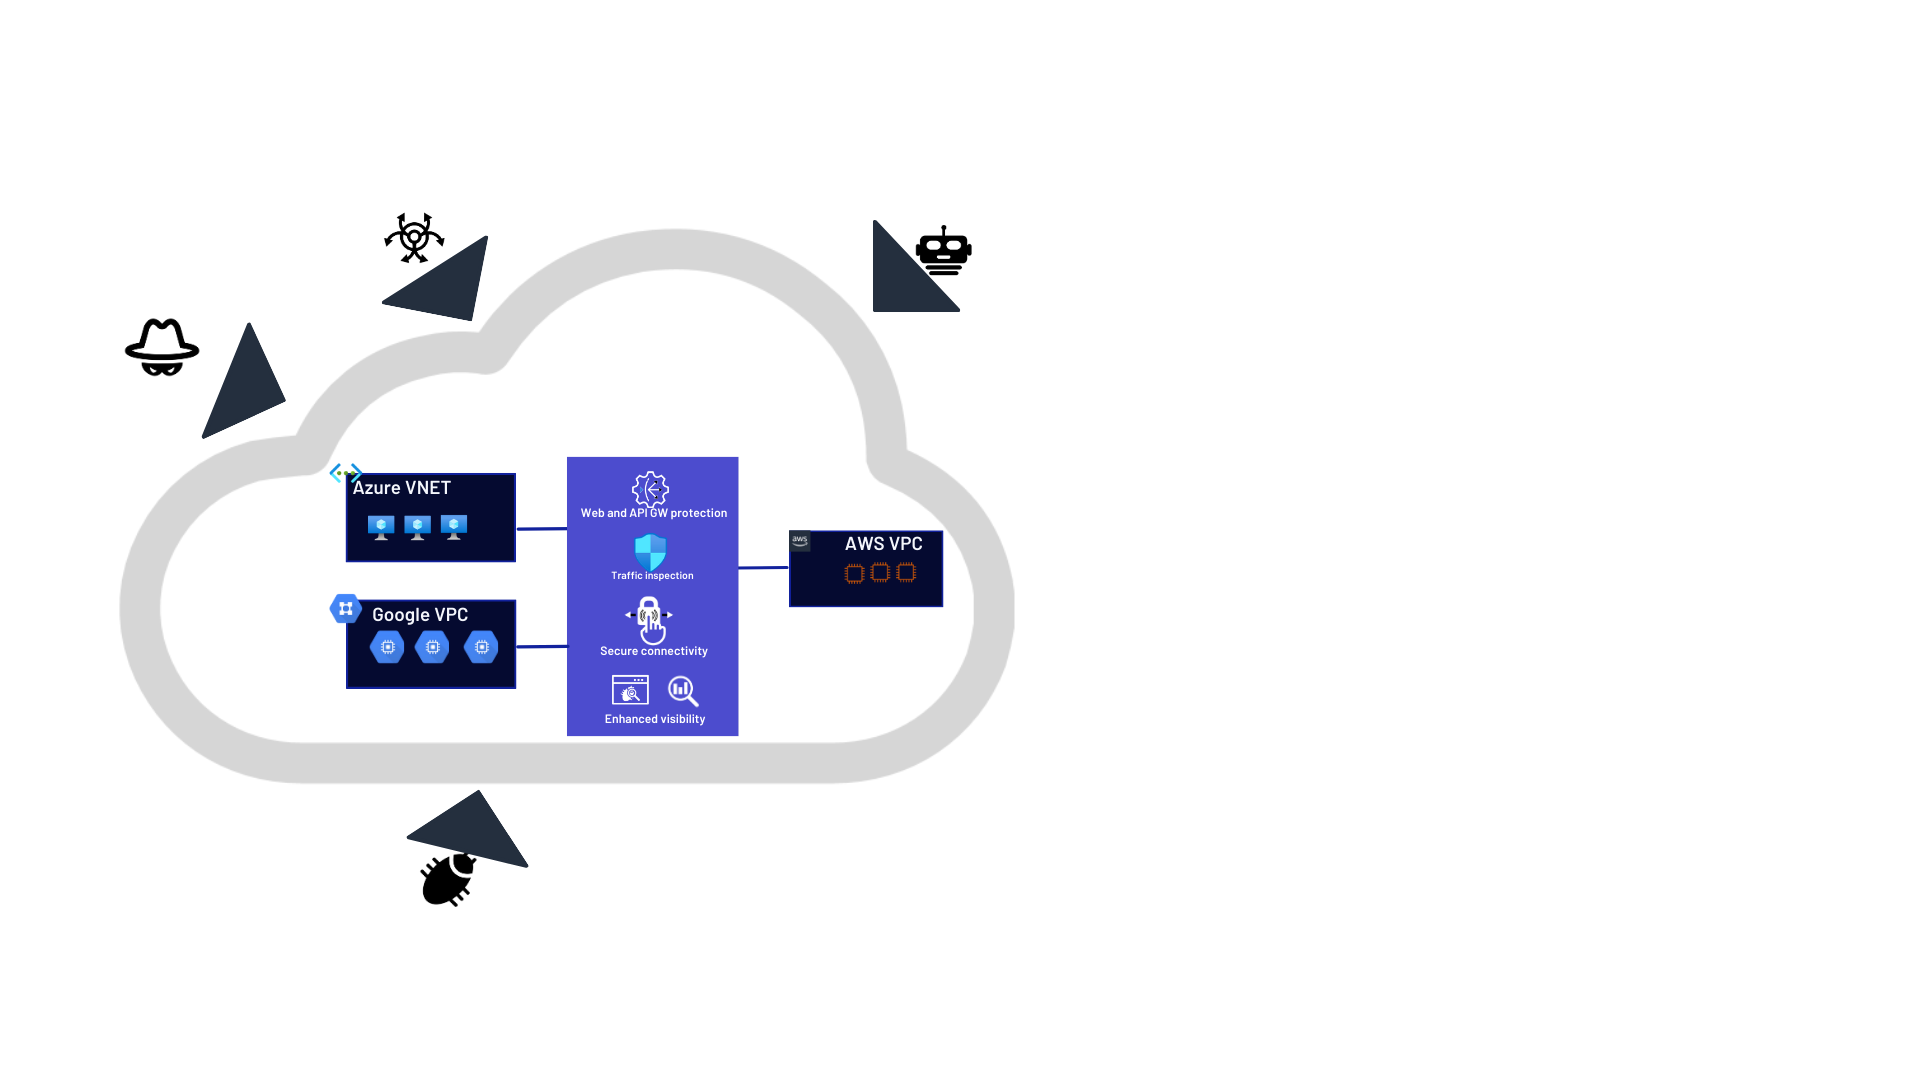 Azure VNET
Google VPC
Web and API GW protection
Traffic inspection
Secure connectivity
Enhanced visibility
aws
AWS VPC